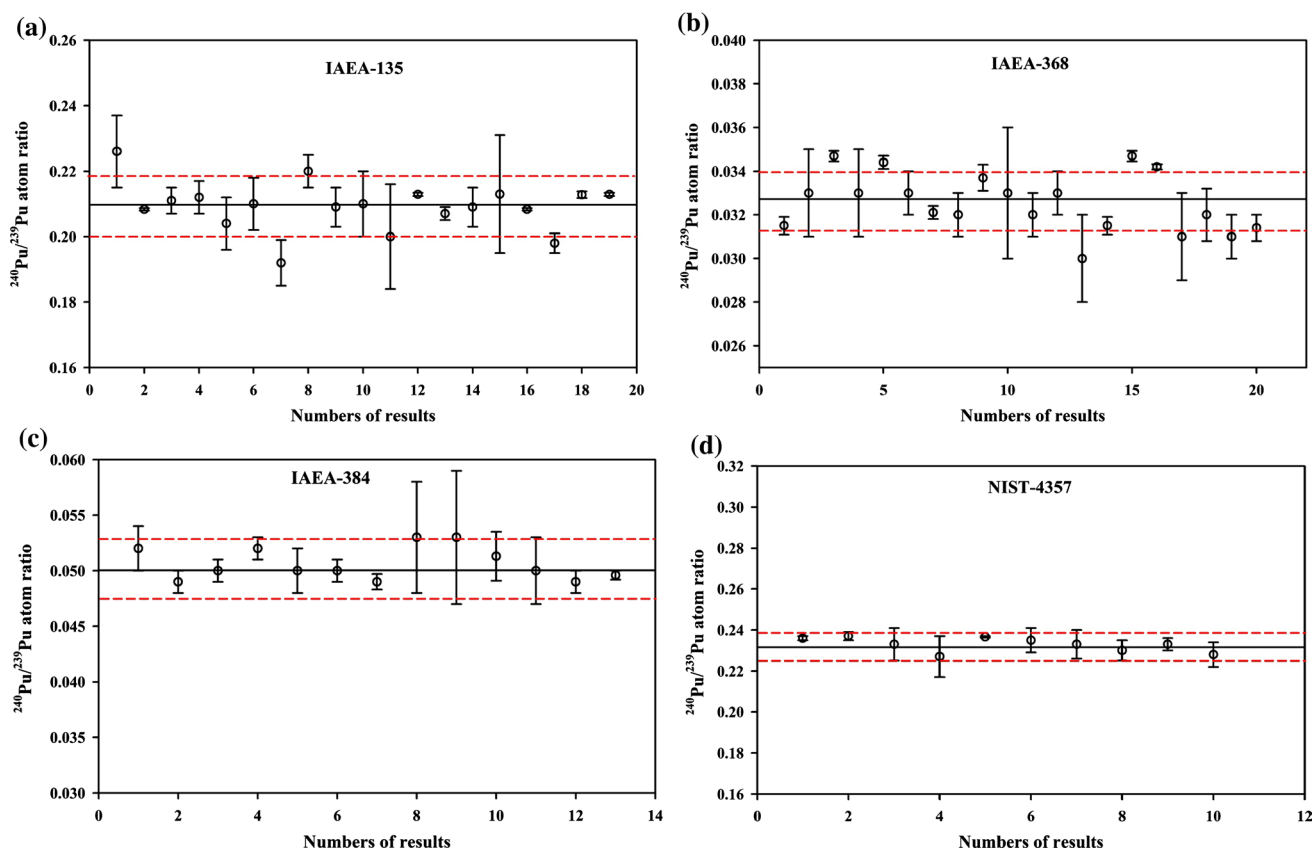 (a)
0.26
0.24
0.22
0.20
0.18
0.16
²⁴⁰Pu/²³⁹Pu atom ratio
IAEA-135
0 2 4 6 8 10 12 14 16 18 20
Numbers of results
(b)
0.040
0.038
0.036
0.034
0.032
0.030
0.028
0.026
²⁴⁰Pu/²³⁹Pu atom ratio
IAEA-368
0 5 10 15 20
Numbers of results
(c)
0.060
0.055
0.050
0.045
0.040
0.035
0.030
²⁴⁰Pu/²³⁹Pu atom ratio
IAEA-384
0 2 4 6 8 10 12 14
Numbers of results
(d)
0.32
0.30
0.28
0.26
0.24
0.22
0.20
0.18
0.16
²⁴⁰Pu/²³⁹Pu atom ratio
NIST-4357
0 2 4 6 8 10 12
Numbers of results